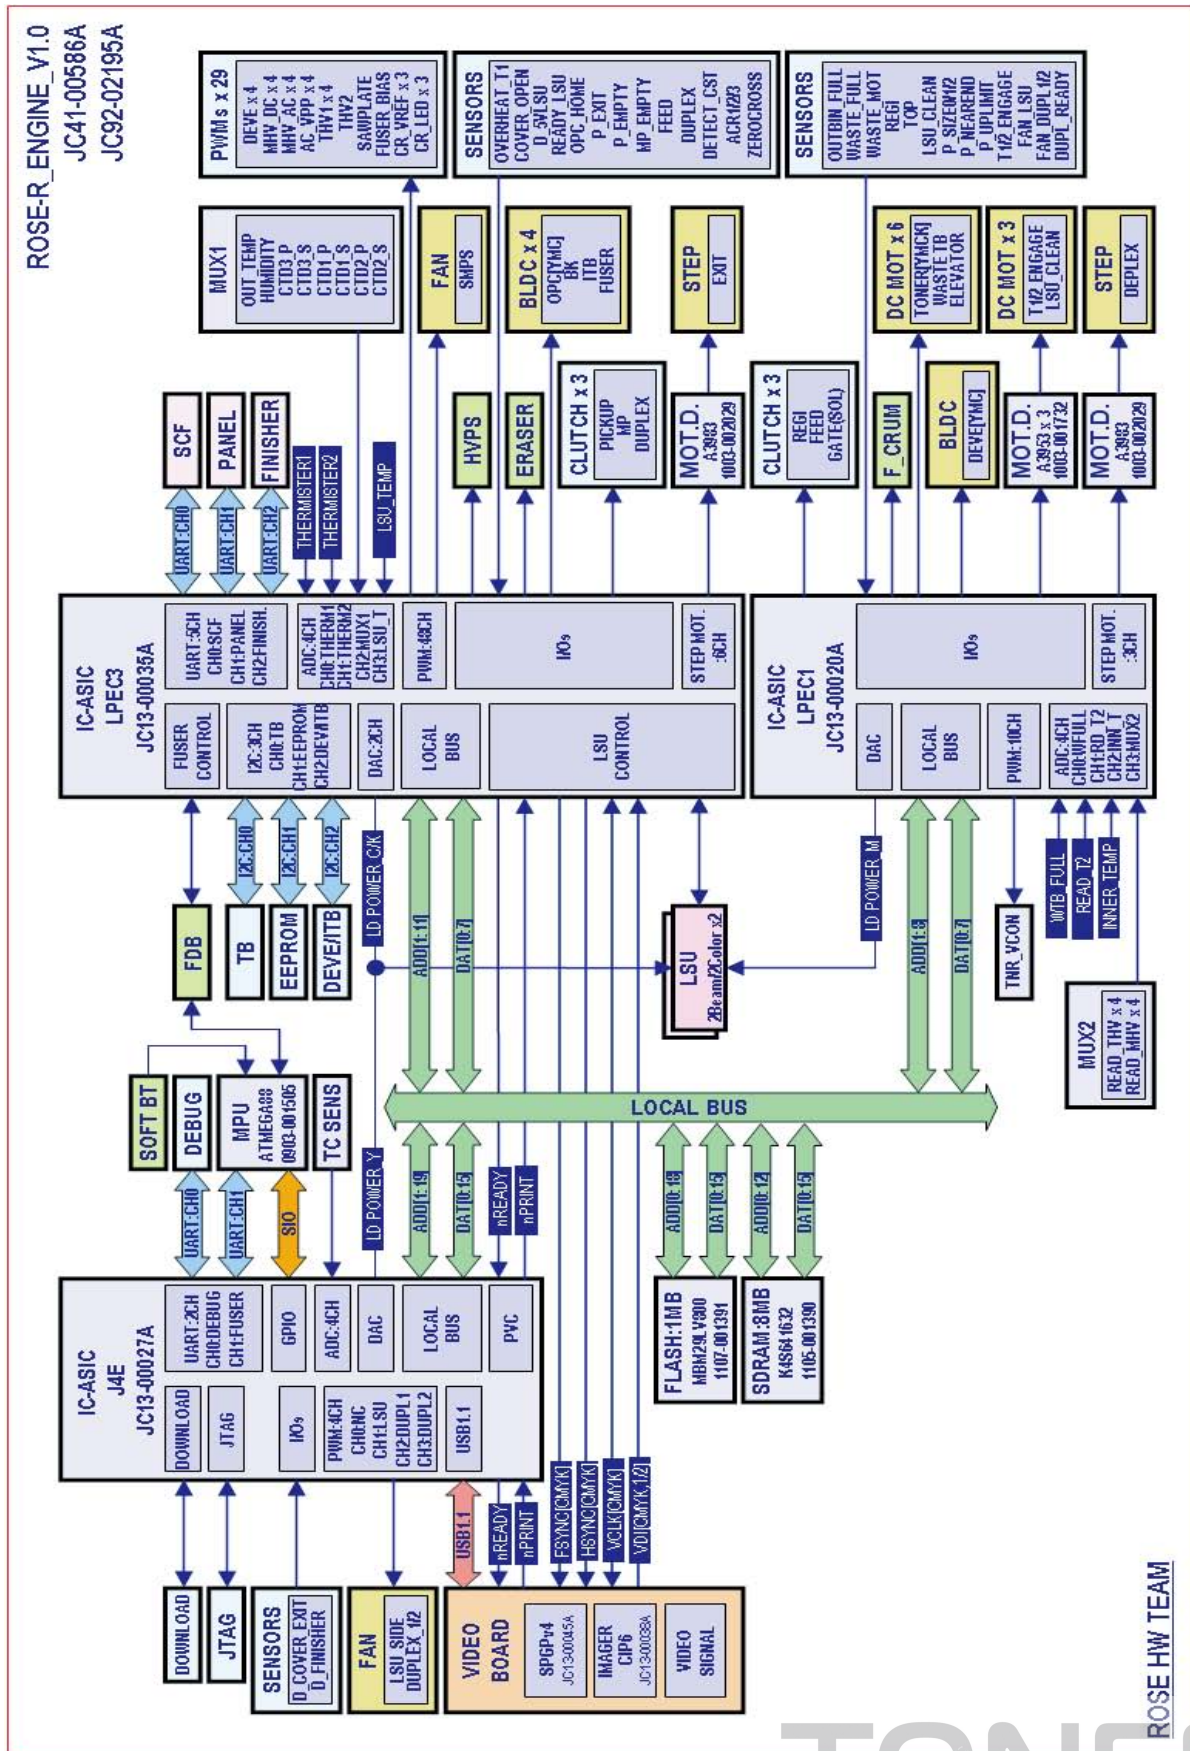 ROSE-R_ENGINE_V1.0
JC41-00586A
JC92-02195A
DOWNLOAD
JTAG
SENSORS
D_COVER_EXIT
D_FINISHER
FAN
LSU_SIDE
DUPLEX_1/2
VIDEO
BOARD
SPGPv4
JC13-00045A
IMAGER
CIP6
JC13-00038A
VIDEO
SIGNAL
USB1.1
nREADY
nPRINT
FSYNC[CMYK]
HSYNC[CMYK]
VCLK[CMYK]
VDI[CMYK,1/2]
IC-ASIC
J4E
JC13-00027A
DOWNLOAD
JTAG
I/Os
PWM:4CH
CH0:NC
CH1:LSU
CH2:DUPL1
CH3:DUPL2
USB1.1
UART:2CH
CH0:DEBUG
CH1:FUSER
GPIO
ADC:4CH
DAC
LOCAL
BUS
PVC
FLASH:1MB
MBM29LV800
1107-001391
SDRAM:8MB
K4S641632
1105-001390
UART:CH0
UART:CH1
SIO
LD POWER_Y
ADD[1:19]
DAT[0:15]
nREADY
nPRINT
ADD[0:18]
DAT[0:15]
ADD[0:12]
DAT[0:15]
SOFT BT
DEBUG
MPU
ATMEGA88
0903-001505
TC SENS
LOCAL BUS
FDB
TB
EEPROM
DEVE/ITB
LSU
2Beam/2Color x2
TNR_VCON
MUX2
READ_THV x 4
READ_MHV x 4
I2C:CH0
I2C:CH1
I2C:CH2
LD POWER_C/K
ADD[1:11]
DAT[0:7]
LD POWER_M
ADD[1:8]
DAT[0:7]
WTB_FULL
READ_T2
INNER_TEMP
IC-ASIC
LPEC3
JC13-00035A
FUSER
CONTROL
I2C:3CH
CH0:TB
CH1:EEPROM
CH2:DEV/ITB
DAC:2CH
LOCAL
BUS
LSU
CONTROL
UART:5CH
CH0:SCF
CH1:PANEL
CH2:FINISH.
ADC:4CH
CH0:THERM1
CH1:THERM2
CH2:MUX1
CH3:LSU_T
PWM:48CH
I/Os
STEP MOT.
:6CH
IC-ASIC
LPEC1
JC13-00020A
DAC
LOCAL
BUS
PWM:10CH
ADC:4CH
CH0:WFULL
CH1:RD_T2
CH2:INN_T
CH3:MUX2
I/Os
STEP MOT.
:3CH
UART:CH0
UART:CH1
UART:CH2
THERMISTER1
THERMISTER2
LSU_TEMP
SCF
PANEL
FINISHER
HVPS
ERASER
CLUTCH x 3
PICKUP
MP
DUPLEX
MOT.D.
A3983
1003-002029
CLUTCH x 3
REGI
FEED
GATE(SOL)
F_CRUM
BLDC
DEVE[YMC]
MOT.D.
A3953 x 3
1003-001732
MOT.D.
A3983
1003-002029
MUX1
OUT_TEMP
HUMIDITY
CTD3_P
CTD3_S
CTD1_P
CTD1_S
CTD2_P
CTD2_S
FAN
SMPS
BLDC x 4
OPC[YMC]
BK
ITB
FUSER
STEP
EXIT
DC MOT x 6
TONER[YMCK]
WASTE TB
ELEVATOR
DC MOT x 3
T1/2_ENGAGE
LSU_CLEAN
STEP
DEPLEX
PWMs x 29
DEVE x 4
MHV_DC x 4
MHV_AC x 4
AC_VPP x 4
THV1 x 4
THV2
SAWPLATE
FUSER_BIAS
CR_VREF x 3
CR_LED x 3
SENSORS
OVERHEAT_T1
COVER_OPEN
D_5VLSU
READY_LSU
OPC_HOME
P_EXIT
P_EMPTY
MP_EMPTY
FEED
DUPLEX
DETECT_CST
ACR1/2/3
ZEROCROSS
SENSORS
OUTBIN_FULL
WASTE_FULL
WASTE_MOT
REGI
TOP
LSU_CLEAN
P_SIZE0/1/2
P_NEAREND
P_UPLIMIT
T1/2_ENGAGE
FAN_LSU
FAN_DUPL1/2
DUPL_READY
ROSE HW TEAM